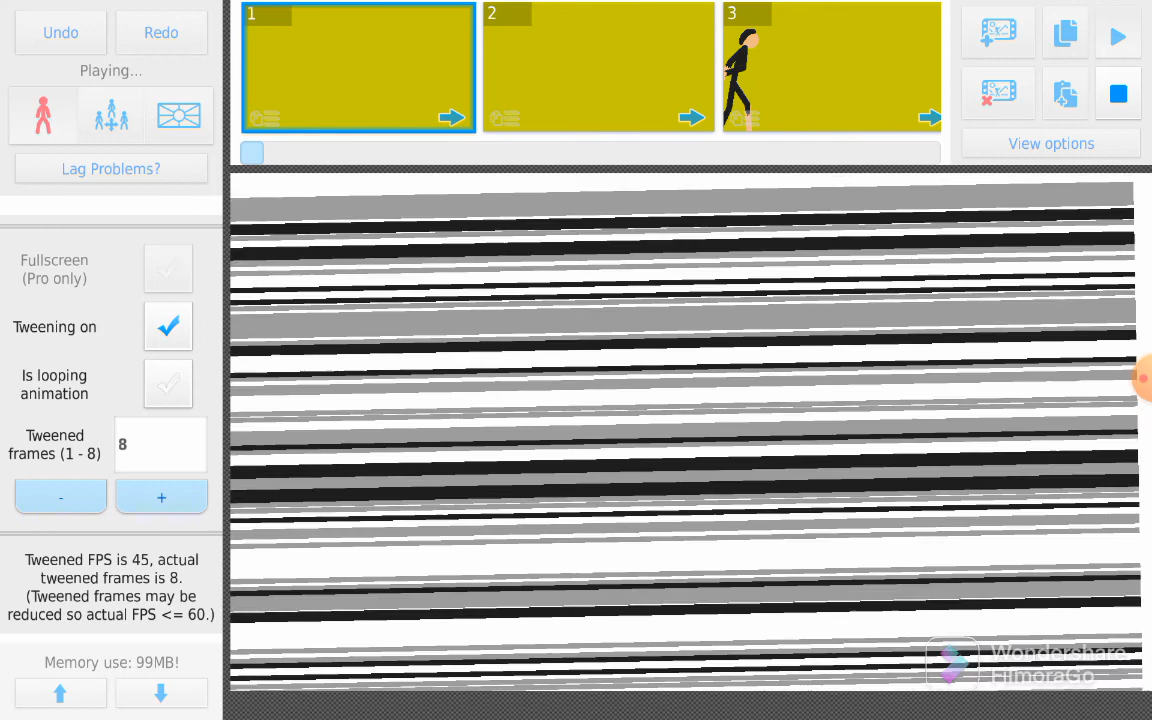 Undo
Redo
Playing...
Lag Problems?
Fullscreen
(Pro only)
Tweening on
Is looping
animation
Tweened
frames (1 - 8)
8
-
+
Tweened FPS is 45, actual
tweened frames is 8.
(Tweened frames may be
reduced so actual FPS <= 60.)
Memory use: 99MB!
1
2
3
View options
Wondershare
FilmoraGo